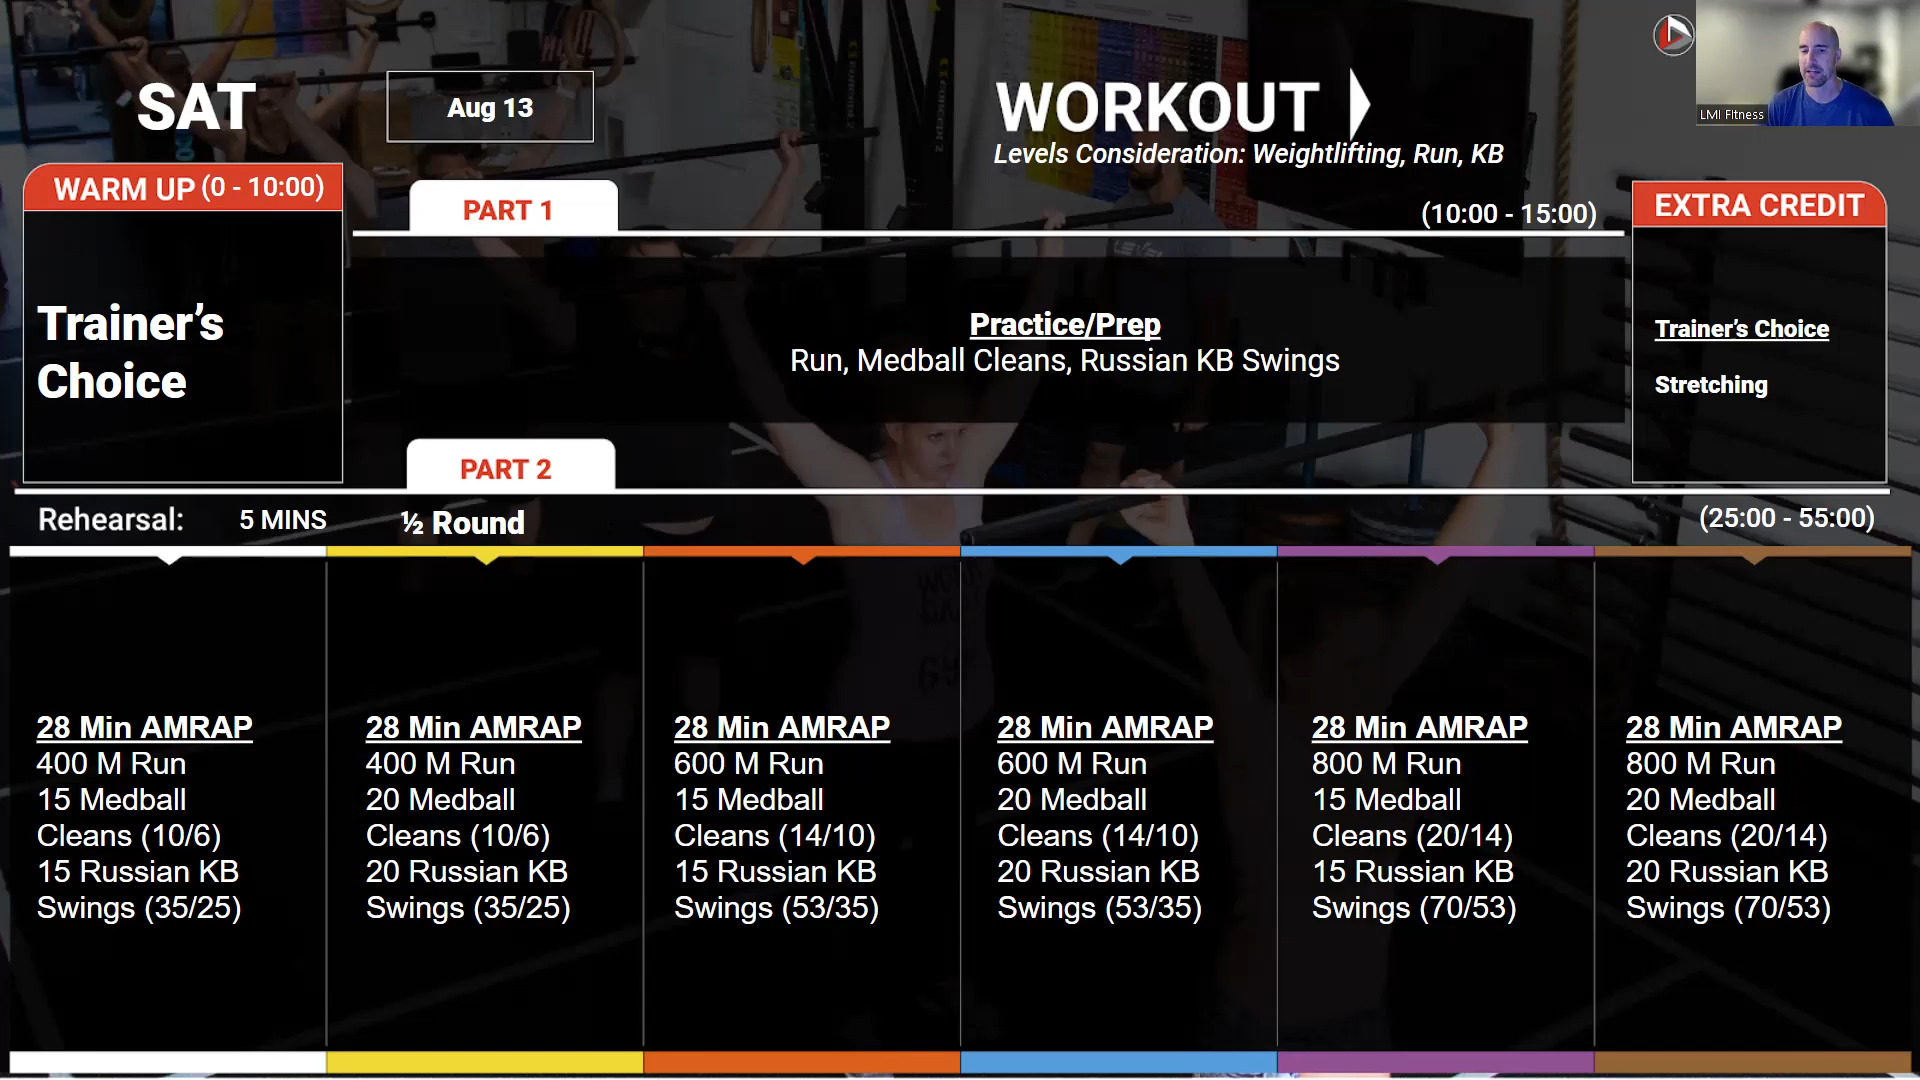 SAT
Aug 13
WORKOUT
Levels Consideration: Weightlifting, Run, KB
LMI Fitness
WARM UP (0 - 10:00)
Trainer's
Choice
PART 1
(10:00 - 15:00)
Practice/Prep
Run, Medball Cleans, Russian KB Swings
EXTRA CREDIT
Trainer's Choice
Stretching
PART 2
Rehearsal: 5 MINS ½ Round
(25:00 - 55:00)
28 Min AMRAP
400 M Run
15 Medball
Cleans (10/6)
15 Russian KB
Swings (35/25)
28 Min AMRAP
400 M Run
20 Medball
Cleans (10/6)
20 Russian KB
Swings (35/25)
28 Min AMRAP
600 M Run
15 Medball
Cleans (14/10)
15 Russian KB
Swings (53/35)
28 Min AMRAP
600 M Run
20 Medball
Cleans (14/10)
20 Russian KB
Swings (53/35)
28 Min AMRAP
800 M Run
15 Medball
Cleans (20/14)
15 Russian KB
Swings (70/53)
28 Min AMRAP
800 M Run
20 Medball
Cleans (20/14)
20 Russian KB
Swings (70/53)